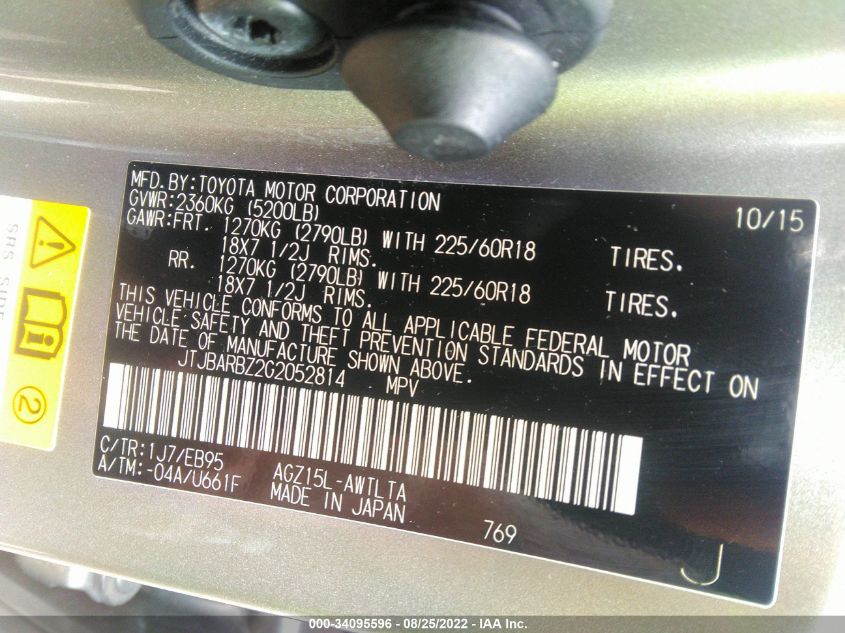 MFD.BY:TOYOTA MOTOR CORPORATION 10/15
GVWR:2360KG (5200LB)
GAWR:FRT. 1270KG (2790LB) WITH 225/60R18 TIRES.
18X7 1/2J RIMS.
RR. 1270KG (2790LB) WITH 225/60R18 TIRES.
18X7 1/2J RIMS.
THIS VEHICLE CONFORMS TO ALL APPLICABLE FEDERAL MOTOR
VEHICLE SAFETY AND THEFT PREVENTION STANDARDS IN EFFECT ON
THE DATE OF MANUFACTURE SHOWN ABOVE.
JTJBARBZ2G2052814 MPV
C/TR:1J7/EB95 AGZ15L-AWTLTA
A/TM:-04A/U661F MADE IN JAPAN
769
J
SRS SIDE
2
000-34095596 - 08/25/2022 - IAA Inc.